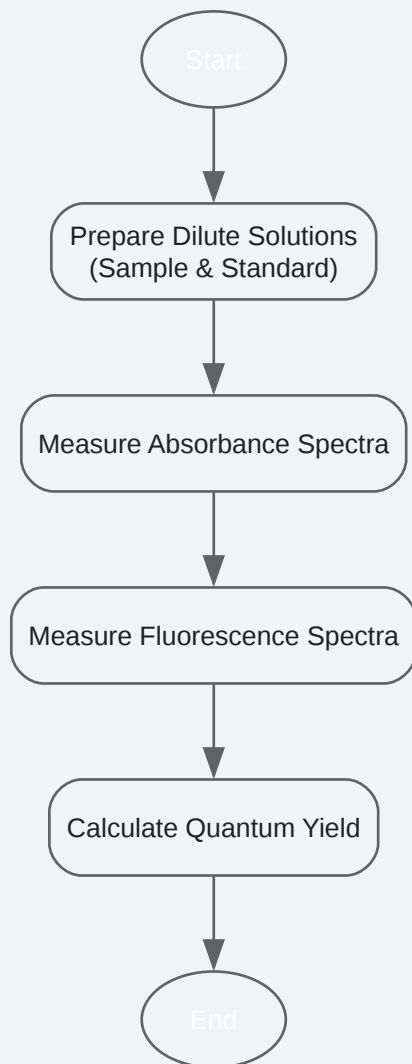 Start
Prepare Dilute Solutions
(Sample & Standard)
Measure Absorbance Spectra
Measure Fluorescence Spectra
Calculate Quantum Yield
End